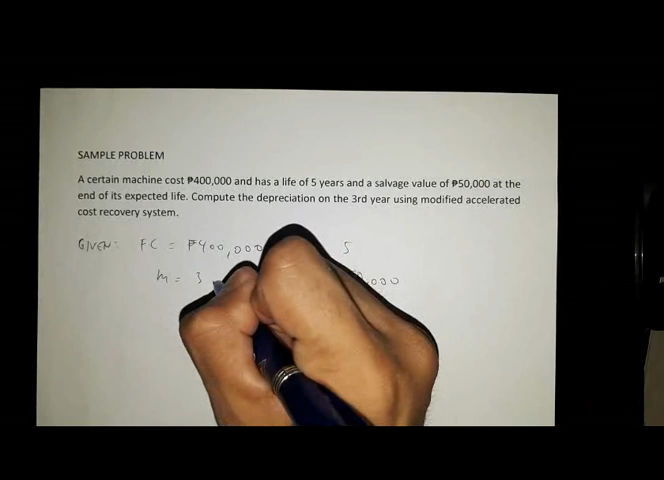 SAMPLE PROBLEM
A certain machine cost ₱400,000 and has a life of 5 years and a salvage value of ₱50,000 at the
end of its expected life. Compute the depreciation on the 3rd year using modified accelerated
cost recovery system.
GIVEN: FC = ₱400,000 5
m = 3 0,000